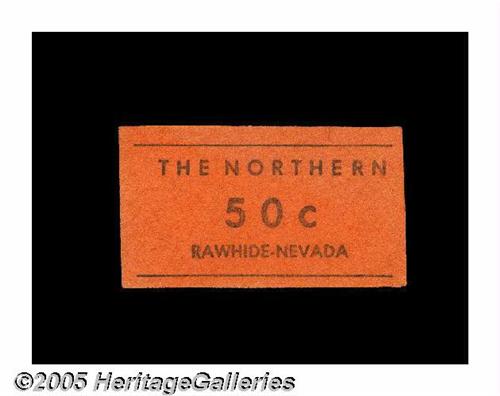 THE NORTHERN
50c
RAWHIDE-NEVADA
©2005 HeritageGalleries